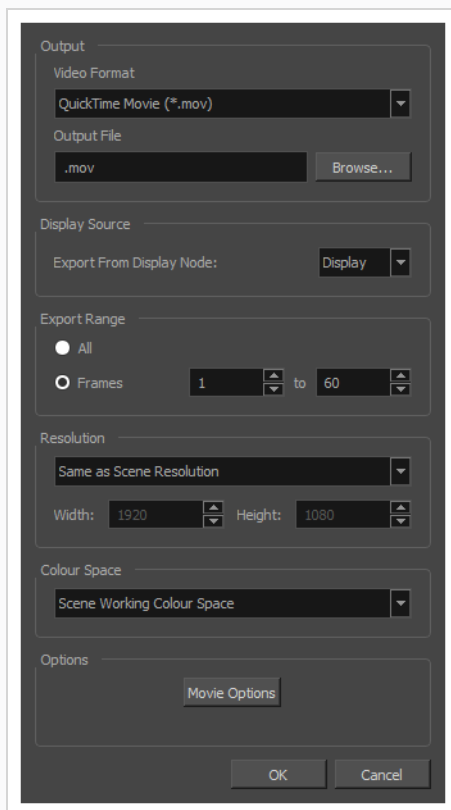 Output
Video Format
QuickTime Movie (*.mov)
Output File
.mov Browse...
Display Source
Export From Display Node: Display
Export Range
All
Frames 1 to 60
Resolution
Same as Scene Resolution
Width: 1920 Height: 1080
Colour Space
Scene Working Colour Space
Options
Movie Options
OK Cancel